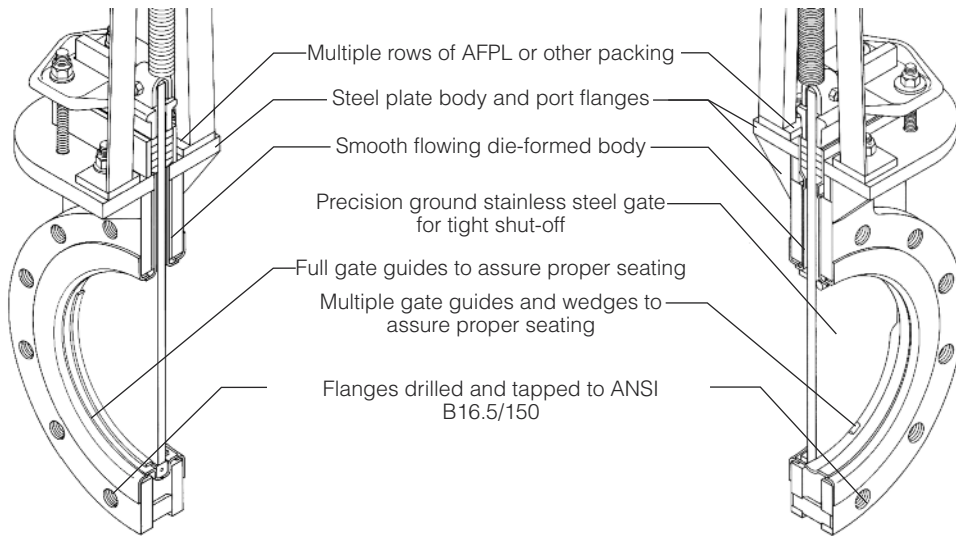 Multiple rows of AFPL or other packing
Steel plate body and port flanges
Smooth flowing die-formed body
Precision ground stainless steel gate
for tight shut-off
Full gate guides to assure proper seating
Multiple gate guides and wedges to
assure proper seating
Flanges drilled and tapped to ANSI
B16.5/150